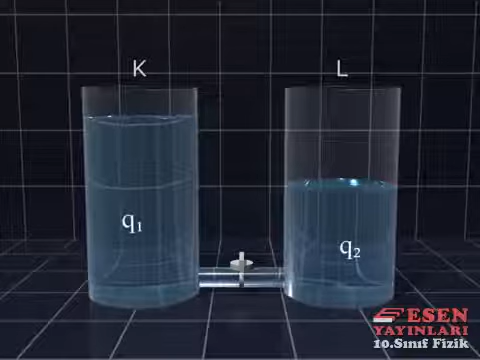 K
L
q₁
q₂
ESEN
YAYINLARI
10.Sınıf Fizik